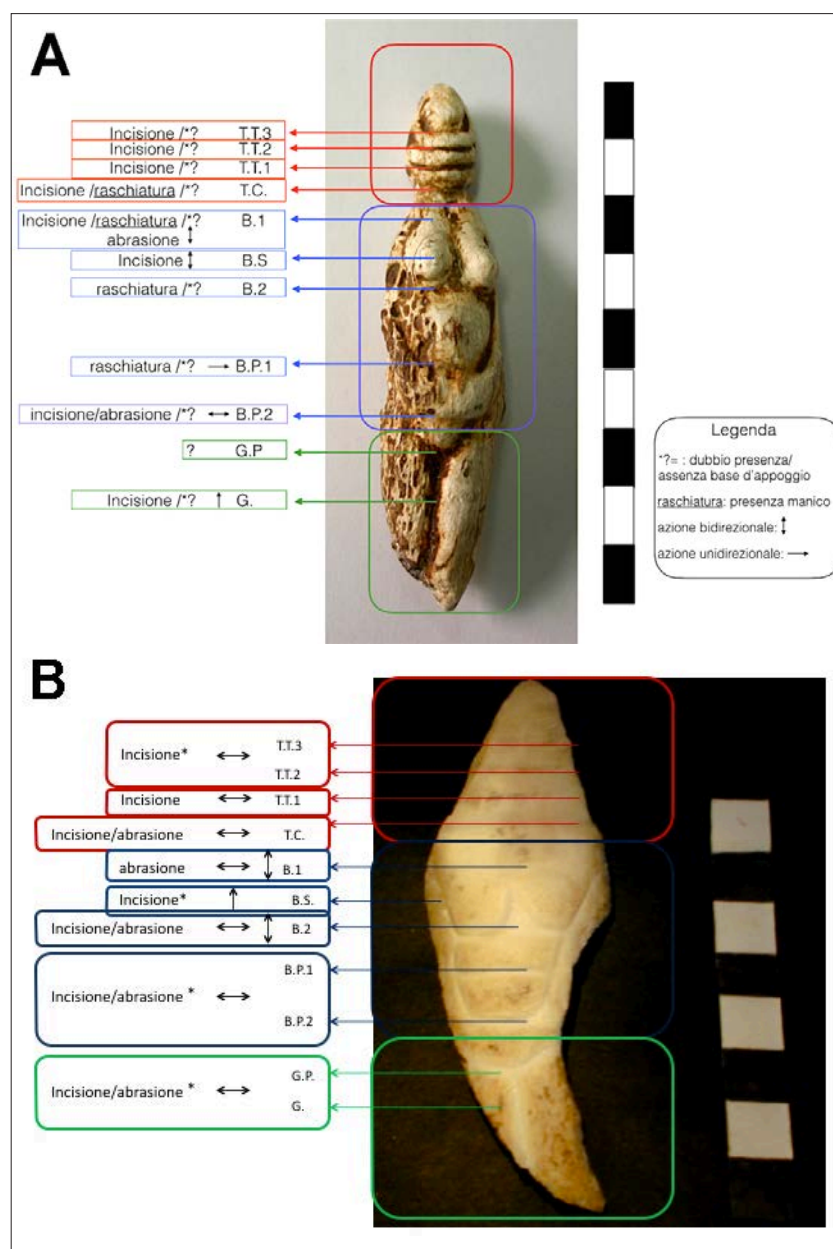 A
Incisione /*? T.T.3
Incisione /*? T.T.2
Incisione /*? T.T.1
Incisione /raschiatura /*? T.C.
Incisione /raschiatura /*? B.1
abrasione ↕
Incisione ↕ B.S
raschiatura /*? B.2
raschiatura /*? → B.P.1
incisione/abrasione /*? ↔ B.P.2
? G.P
Incisione /*? ↑ G.
Legenda
*?= : dubbio presenza/
assenza base d'appoggio
raschiatura: presenza manico
azione bidirezionale: ↕
azione unidirezionale: →
B
Incisione* ↔ T.T.3
T.T.2
Incisione ↔ T.T.1
Incisione/abrasione ↔ T.C.
abrasione ↔ ↕ B.1
Incisione* ↑ B.S.
Incisione/abrasione ↔ ↕ B.2
Incisione/abrasione * ↔ B.P.1
B.P.2
Incisione/abrasione * ↔ G.P.
G.